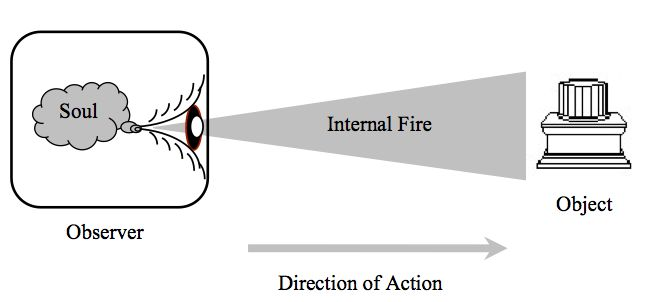 Soul
Internal Fire
Object
Observer
Direction of Action